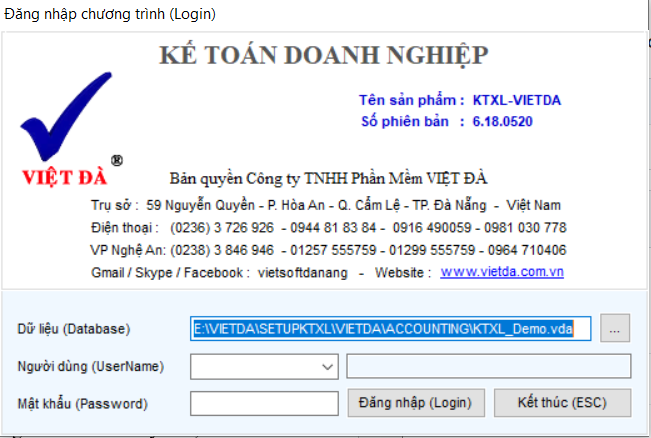 Đăng nhập chương trình (Login)
KẾ TOÁN DOANH NGHIỆP
Tên sản phẩm : KTXL-VIETDA
Số phiên bản : 6.18.0520
VIỆT ĐÀ ®
Bản quyền Công ty TNHH Phần Mềm VIỆT ĐÀ
Trụ sở : 59 Nguyễn Quyền - P. Hòa An - Q. Cẩm Lệ - TP. Đà Nẵng - Việt Nam
Điện thoại : (0236) 3 726 926 - 0944 81 83 84 - 0916 490059 - 0981 030 778
VP Nghệ An: (0238) 3 846 946 - 01257 555759 - 01299 555759 - 0964 710406
Gmail / Skype / Facebook : vietsoftdanang - Website : www.vietda.com.vn
Dữ liệu (Database) E:\VIETDA\SETUPKTXL\VIETDA\ACCOUNTING\KTXL_Demo.vda ...
Người dùng (UserName)
Mật khẩu (Password) Đăng nhập (Login) Kết thúc (ESC)